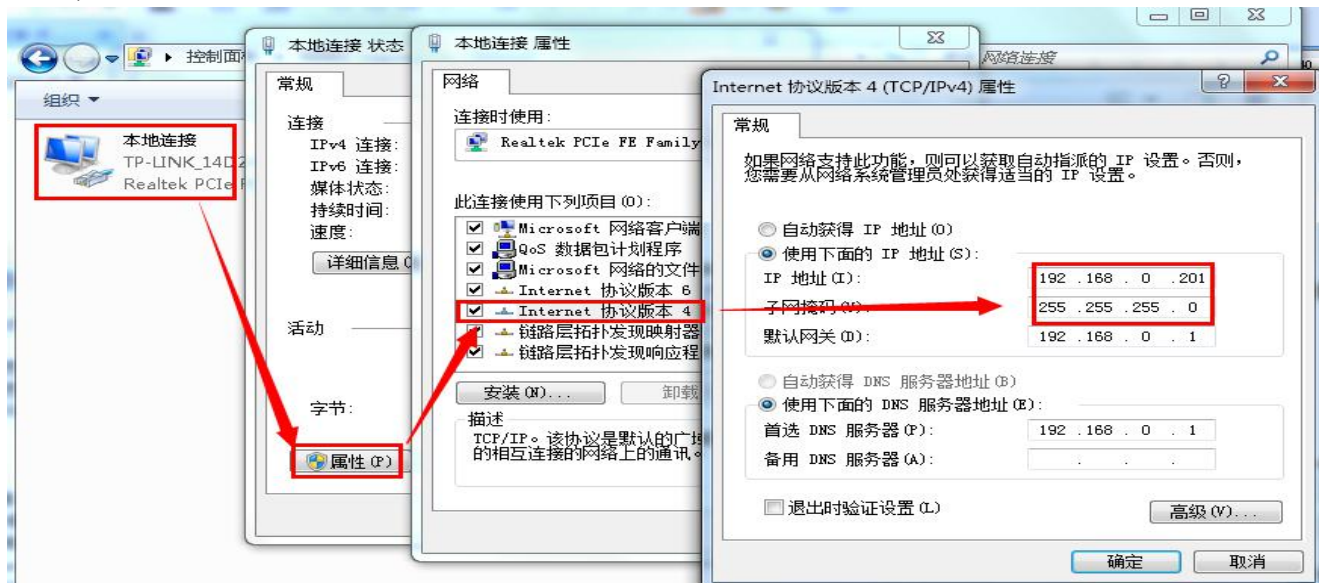 控制面
网络连接
组织
本地连接
TP-LINK_14D2
Realtek PCIe F
本地连接 状态
常规
连接
IPv4 连接:
IPv6 连接:
媒体状态:
持续时间:
速度:
详细信息
活动
字节:
属性(P)
本地连接 属性
网络
连接时使用:
Realtek PCIe FE Family
此连接使用下列项目(O):
Microsoft 网络客户端
QoS 数据包计划程序
Microsoft 网络的文件
Internet 协议版本 6
Internet 协议版本 4
链路层拓扑发现映射器
链路层拓扑发现响应程
安装(N)...
卸载
描述
TCP/IP。该协议是默认的广域
的相互连接的网络上的通讯。
Internet 协议版本 4 (TCP/IPv4) 属性
常规
如果网络支持此功能，则可以获取自动指派的 IP 设置。否则，
您需要从网络系统管理员处获得适当的 IP 设置。
自动获得 IP 地址(O)
使用下面的 IP 地址(S):
IP 地址(I): 192 .168 . 0 .201
子网掩码(U): 255 .255 .255 . 0
默认网关(D): 192 .168 . 0 . 1
自动获得 DNS 服务器地址(B)
使用下面的 DNS 服务器地址(E):
首选 DNS 服务器(P): 192 .168 . 0 . 1
备用 DNS 服务器(A): . . .
退出时验证设置(L)
高级(V)...
确定
取消